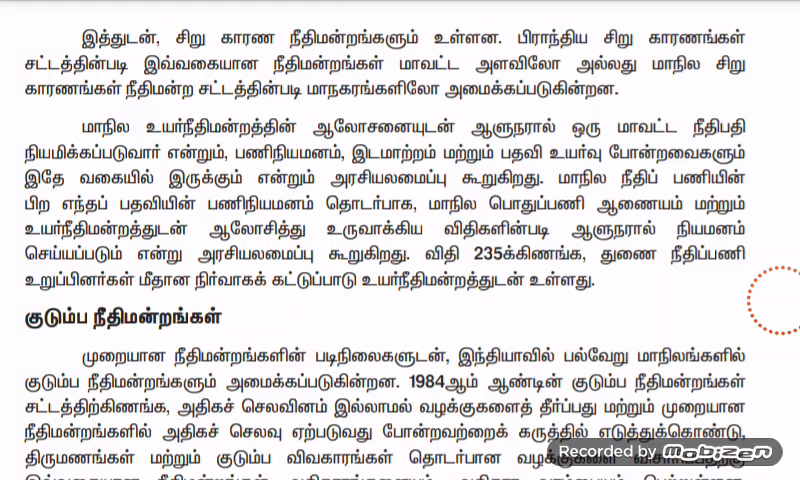 இத்துடன், சிறு காரண நீதிமன்றங்களும் உள்ளன. பிராந்திய சிறு காரணங்கள்
சட்டத்தின்படி இவ்வகையான நீதிமன்றங்கள் மாவட்ட அளவிலோ அல்லது மாநில சிறு
காரணங்கள் நீதிமன்ற சட்டத்தின்படி மாநகரங்களிலோ அமைக்கப்படுகின்றன.
மாநில உயர்நீதிமன்றத்தின் ஆலோசனையுடன் ஆளுநரால் ஒரு மாவட்ட நீதிபதி
நியமிக்கப்படுவார் என்றும், பணிநியமனம், இடமாற்றம் மற்றும் பதவி உயர்வு போன்றவைகளும்
இதே வகையில் இருக்கும் என்றும் அரசியலமைப்பு கூறுகிறது. மாநில நீதிப் பணியின்
பிற எந்தப் பதவியின் பணிநியமனம் தொடர்பாக, மாநில பொதுப்பணி ஆணையம் மற்றும்
உயர்நீதிமன்றத்துடன் ஆலோசித்து உருவாக்கிய விதிகளின்படி ஆளுநரால் நியமனம்
செய்யப்படும் என்று அரசியலமைப்பு கூறுகிறது. விதி 235க்கிணங்க, துணை நீதிப்பணி
உறுப்பினர்கள் மீதான நிர்வாகக் கட்டுப்பாடு உயர்நீதிமன்றத்துடன் உள்ளது.
குடும்ப நீதிமன்றங்கள்
முறையான நீதிமன்றங்களின் படிநிலைகளுடன், இந்தியாவில் பல்வேறு மாநிலங்களில்
குடும்ப நீதிமன்றங்களும் அமைக்கப்படுகின்றன. 1984ஆம் ஆண்டின் குடும்ப நீதிமன்றங்கள்
சட்டத்திற்கிணங்க, அதிகச் செலவினம் இல்லாமல் வழக்குகளைத் தீர்ப்பது மற்றும் முறையான
நீதிமன்றங்களில் அதிகச் செலவு ஏற்படுவது போன்றவற்றைக் கருத்தில் எடுத்துக்கொண்டு,
திருமணங்கள் மற்றும் குடும்ப விவகாரங்கள் தொடர்பான
Recorded by Mobizen